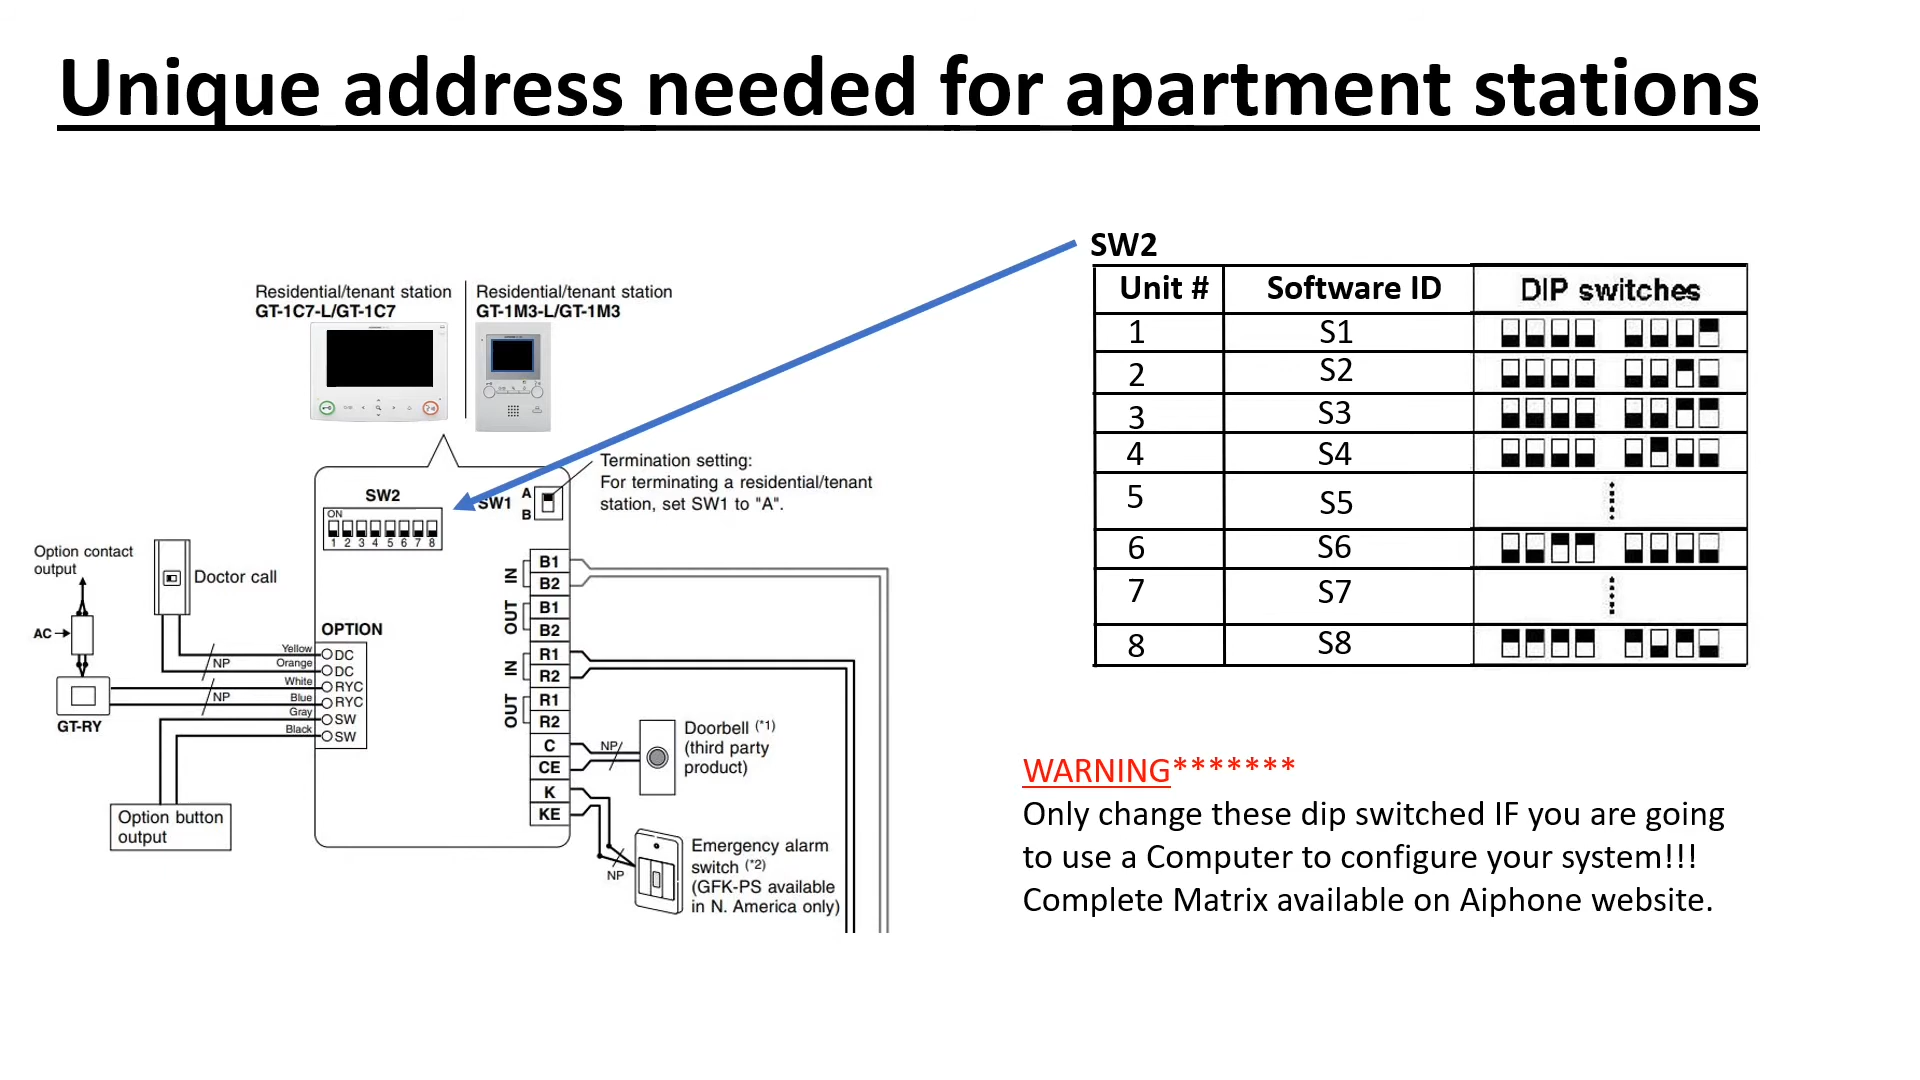 Unique address needed for apartment stations
Residential/tenant station
GT-1C7-L/GT-1C7
Residential/tenant station
GT-1M3-L/GT-1M3
Termination setting:
For terminating a residential/tenant
station, set SW1 to "A".
SW2
ON
1 2 3 4 5 6 7 8
SW1
A
B
Option contact
output
AC
GT-RY
Doctor call
NP
NP
OPTION
Yellow DC
Orange DC
White RYC
Blue RYC
Gray SW
Black SW
Option button
output
IN
B1
B2
OUT
B1
B2
IN
R1
R2
OUT
R1
R2
C
CE
K
KE
NP
Doorbell (*1)
(third party
product)
NP
Emergency alarm
switch (*2)
(GFK-PS available
in N. America only)
SW2
Unit # Software ID DIP switches
1 S1
2 S2
3 S3
4 S4
5 S5
6 S6
7 S7
8 S8
WARNING*******
Only change these dip switched IF you are going
to use a Computer to configure your system!!!
Complete Matrix available on Aiphone website.